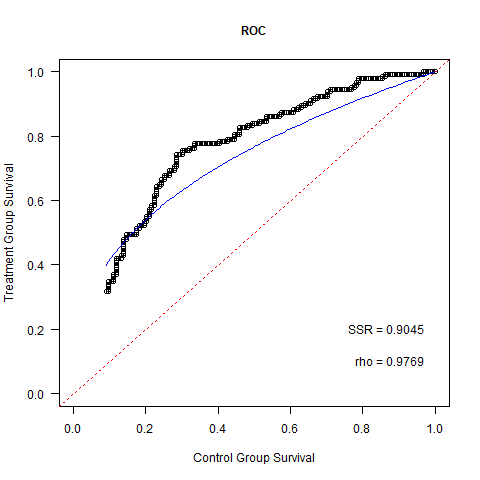 ROC
Treatment Group Survival
1.0
0.8
0.6
0.4
0.2
0.0
SSR = 0.9045
rho = 0.9769
0.0 0.2 0.4 0.6 0.8 1.0
Control Group Survival